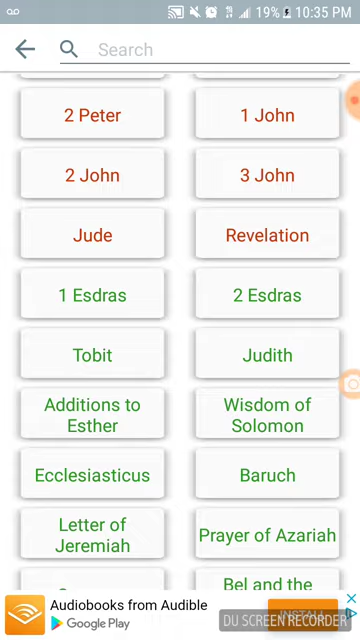 19% 10:35 PM
Search
2 Peter
1 John
2 John
3 John
Jude
Revelation
1 Esdras
2 Esdras
Tobit
Judith
Additions to
Esther
Wisdom of
Solomon
Ecclesiasticus
Baruch
Letter of
Jeremiah
Prayer of Azariah
Bel and the
Audiobooks from Audible
Google Play
INSTALL
DU SCREEN RECORDER